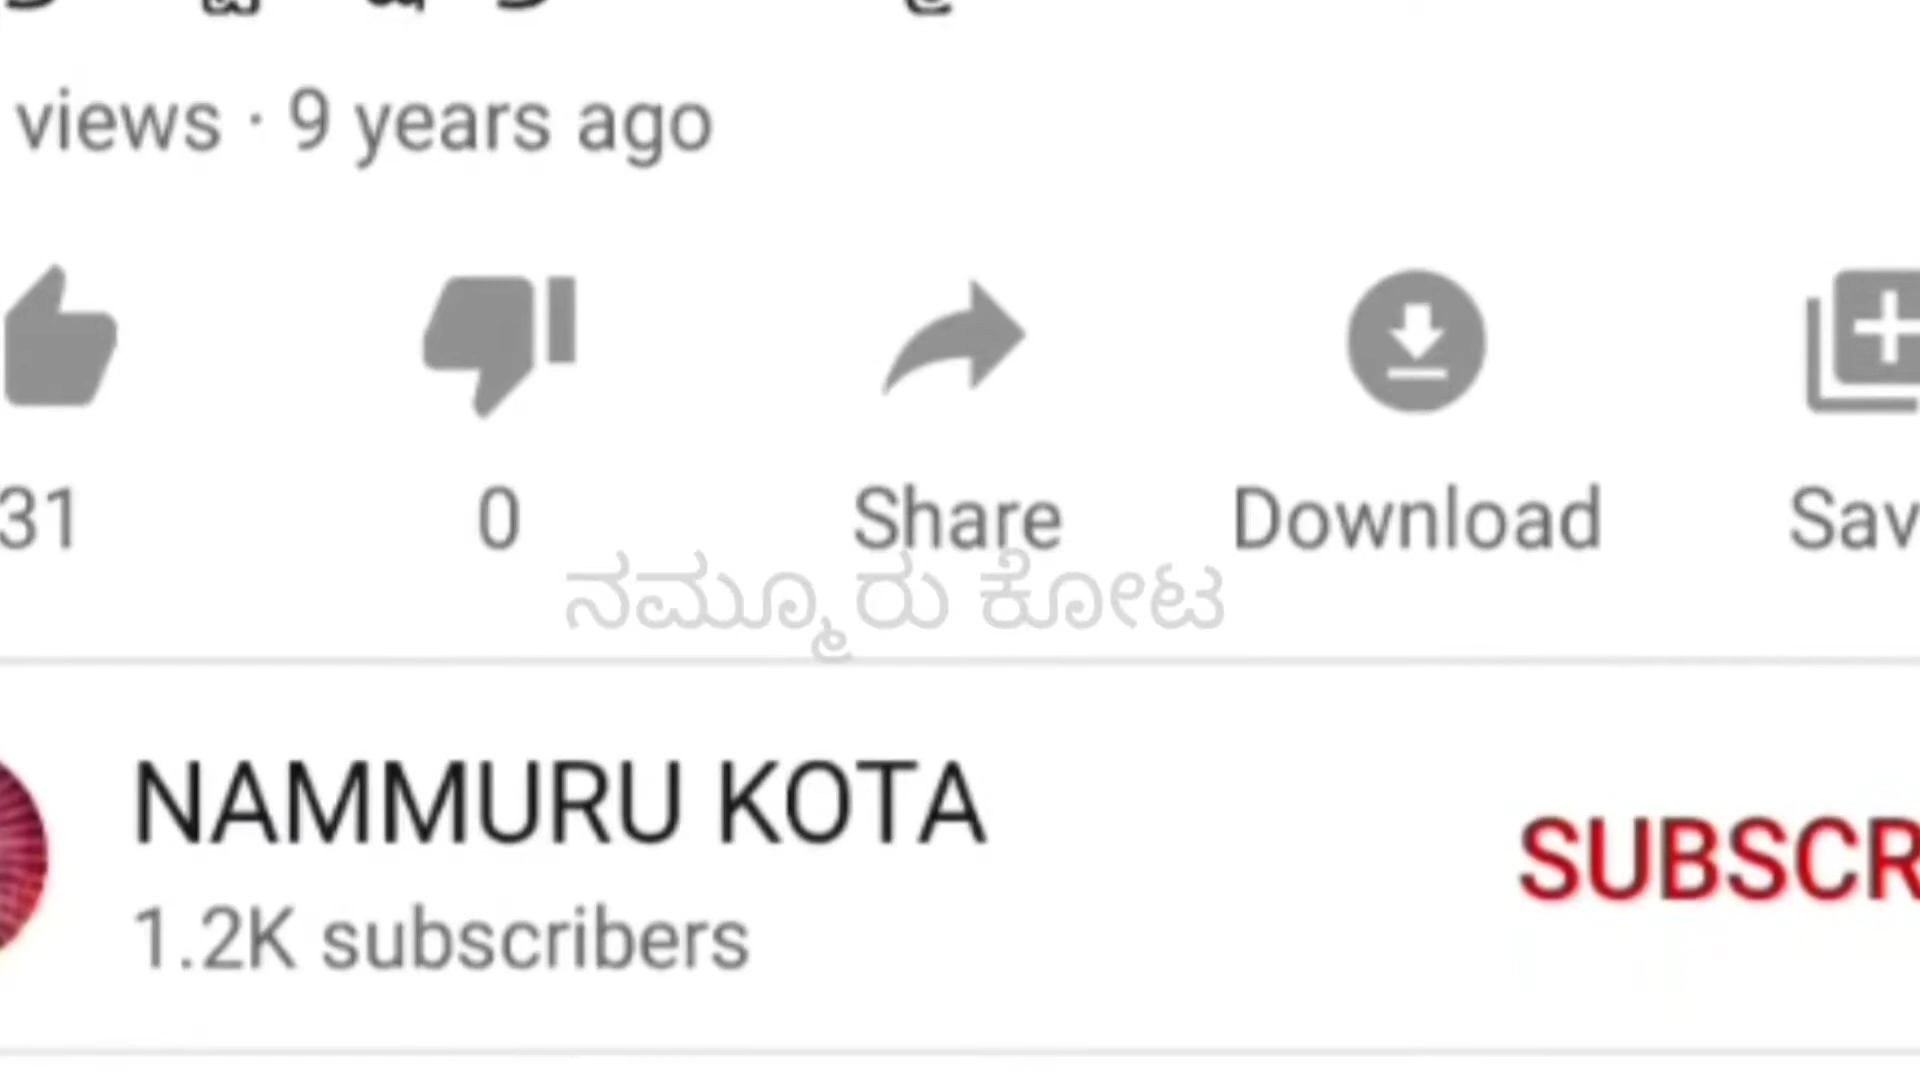 views · 9 years ago
31 0 Share Download
ನಮ್ಮೂರು ಕೋಟ
NAMMURU KOTA
1.2K subscribers